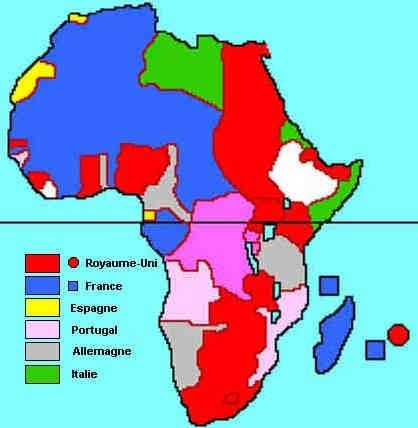 Royaume-Uni
France
Espagne
Portugal
Allemagne
Italie